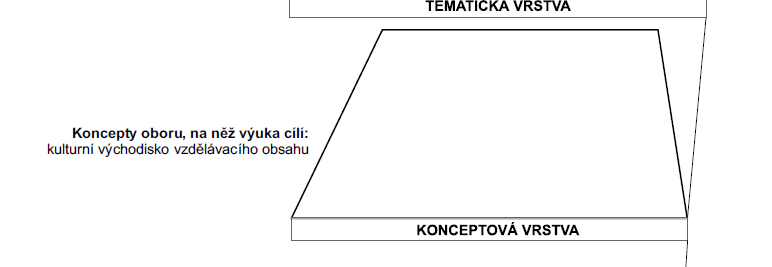 TEMATICKÁ VRSTVA
Koncepty oboru, na něž výuka cílí:
kulturní východisko vzdělávacího obsahu
KONCEPTOVÁ VRSTVA